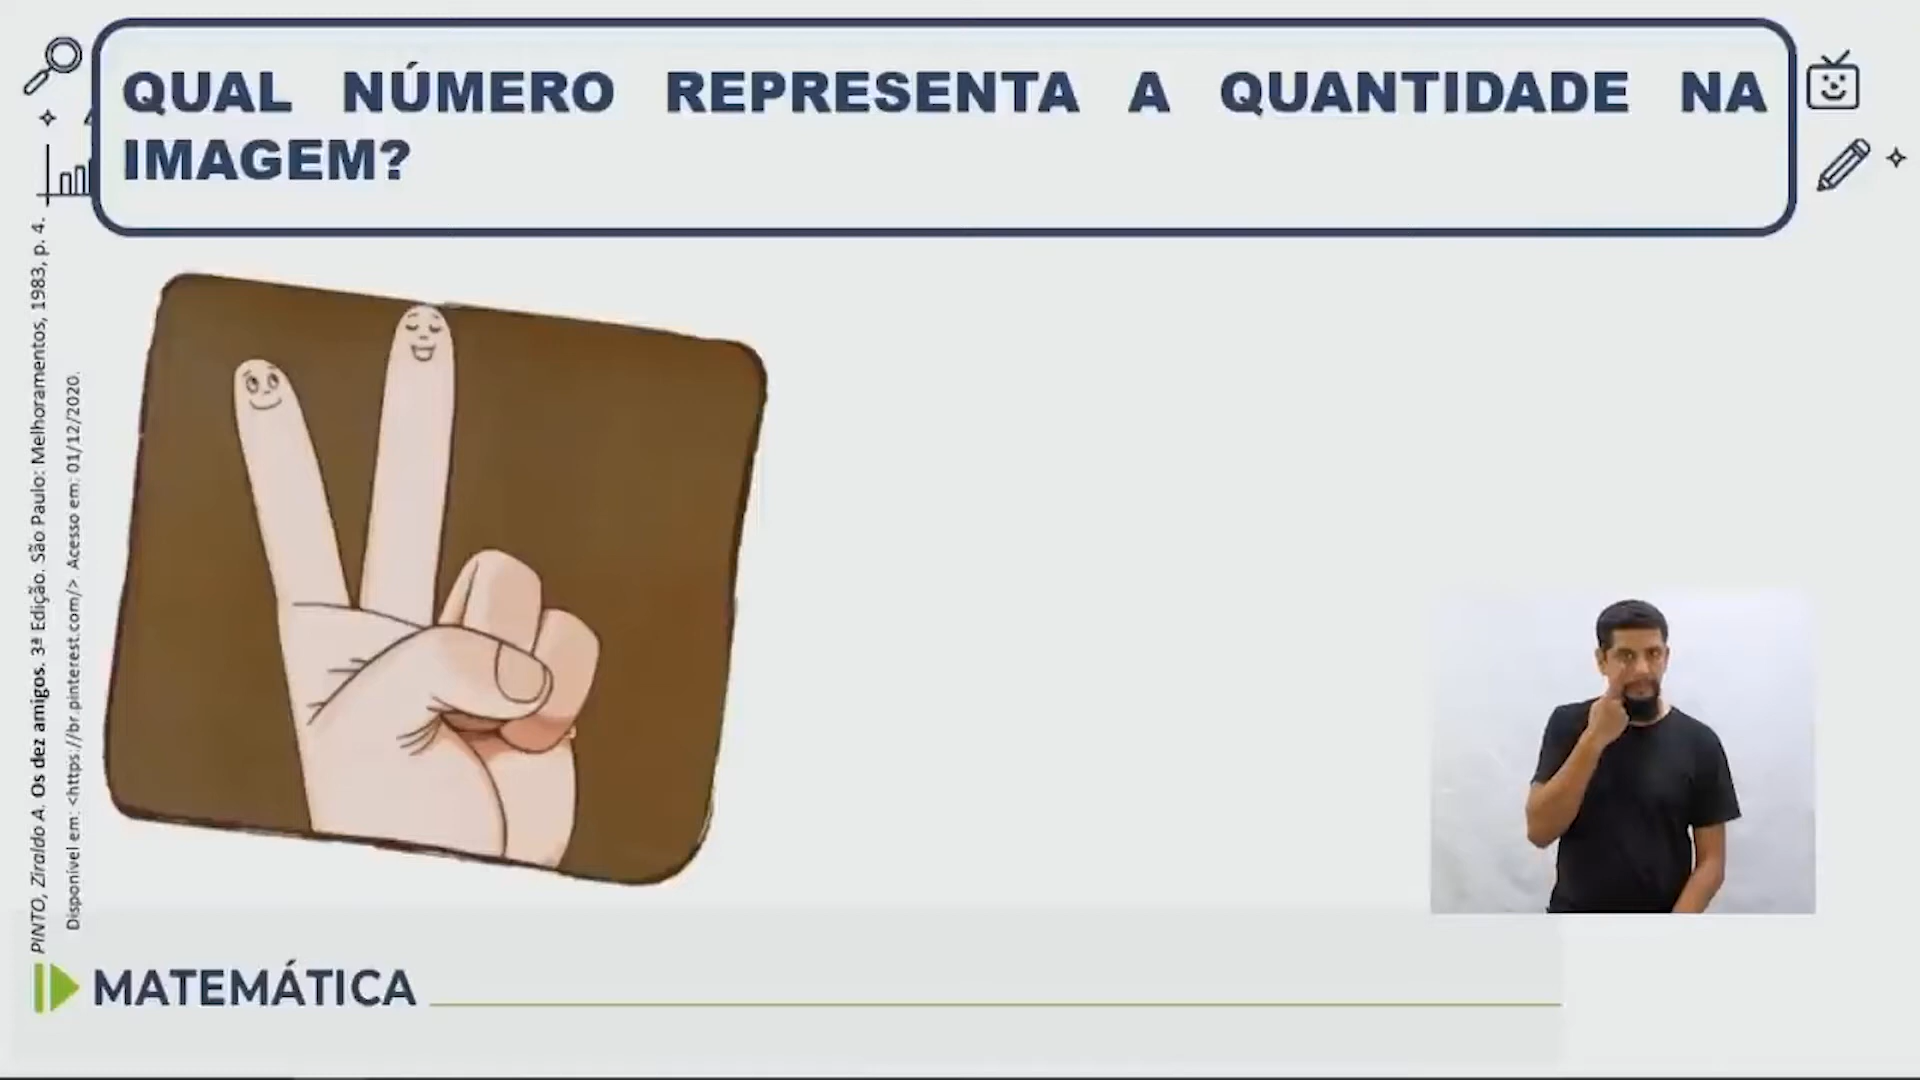 QUAL NÚMERO REPRESENTA A QUANTIDADE NA
IMAGEM?
PINTO, Ziraldo A. Os dez amigos. 3ª Edição. São Paulo: Melhoramentos, 1983, p. 4.
Disponível em: <https://br.pinterest.com/>. Acesso em: 01/12/2020.
MATEMÁTICA